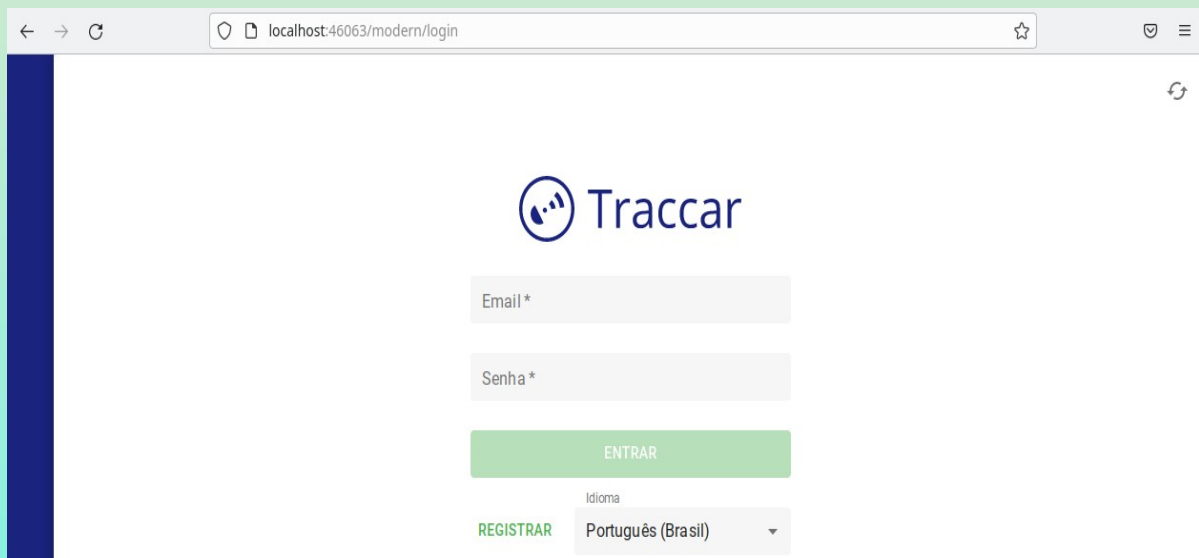 localhost:46063/modern/login
Traccar
Email *
Senha *
ENTRAR
Idioma
REGISTRAR Português (Brasil)